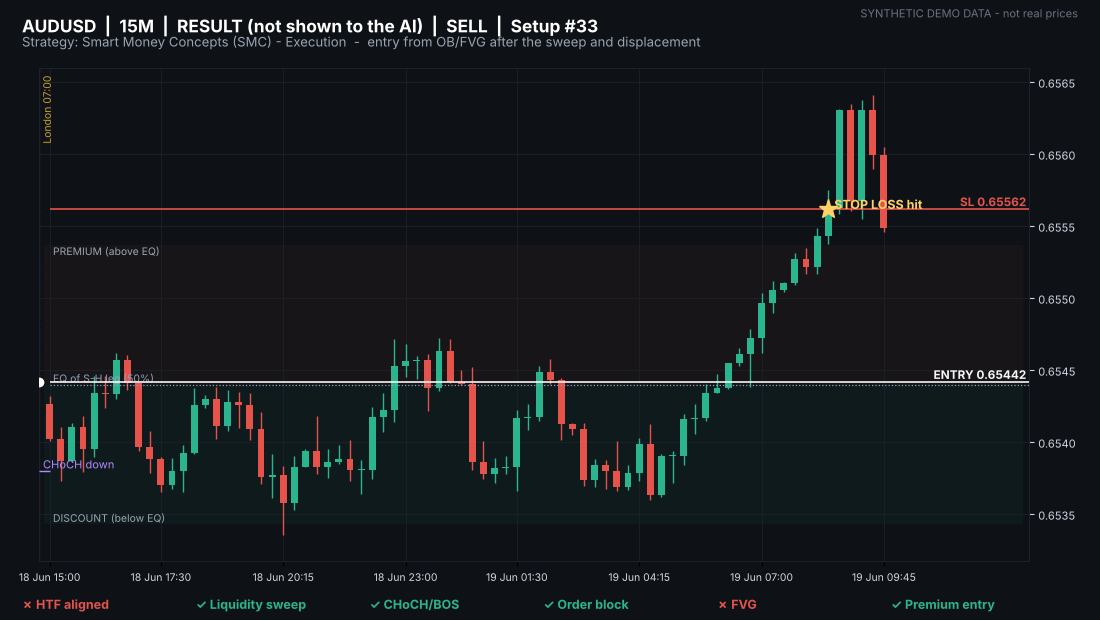 SYNTHETIC DEMO DATA - not real prices
AUDUSD | 15M | RESULT (not shown to the AI) | SELL | Setup #33
Strategy: Smart Money Concepts (SMC) - Execution - entry from OB/FVG after the sweep and displacement
London 07:00
0.6565
0.6560
STOP LOSS hit
SL 0.65562
0.6555
PREMIUM (above EQ)
0.6550
EQ of S-H leg (50%)
ENTRY 0.65442
0.6545
0.6540
CHoCH down
DISCOUNT (below EQ)
0.6535
18 Jun 15:00 18 Jun 17:30 18 Jun 20:15 18 Jun 23:00 19 Jun 01:30 19 Jun 04:15 19 Jun 07:00 19 Jun 09:45
× HTF aligned ✓ Liquidity sweep ✓ CHoCH/BOS ✓ Order block × FVG ✓ Premium entry